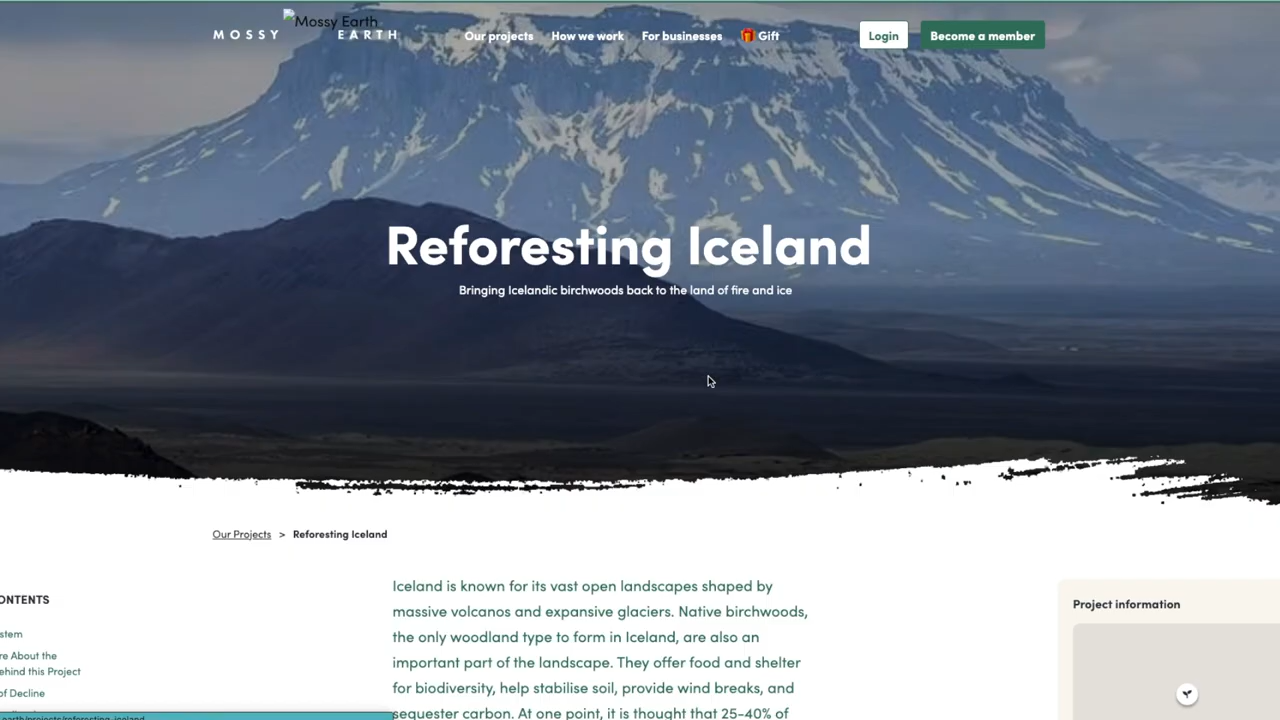 Mossy Earth
MOSSY EARTH
Our projects How we work For businesses 🎁 Gift
Login Become a member
Reforesting Iceland
Bringing Icelandic birchwoods back to the land of fire and ice
Our Projects > Reforesting Iceland
ONTENTS
stem
re About the
ehind this Project
of Decline
Iceland is known for its vast open landscapes shaped by
massive volcanos and expansive glaciers. Native birchwoods,
the only woodland type to form in Iceland, are also an
important part of the landscape. They offer food and shelter
for biodiversity, help stabilise soil, provide wind breaks, and
sequester carbon. At one point, it is thought that 25-40% of
Project information
earth/projects/reforesting-iceland